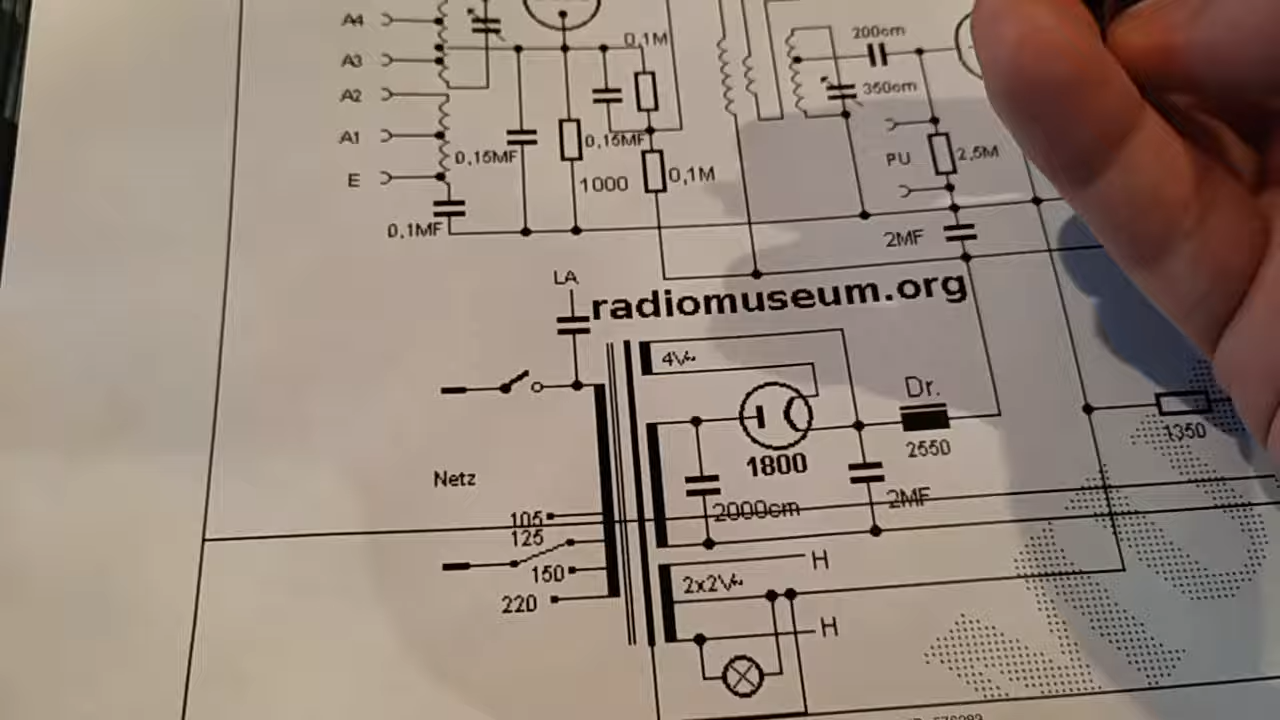 A4
0,1M
200cm
A3
A2
350cm
A1
0,15MF
0,15MF
PU
2,5M
E
1000
0,1M
0,1MF
2MF
LA
radiomuseum.org
4V~
Dr.
1350
1800
2550
Netz
2000cm
2MF
105
125
150
H
2x2V~
220
H